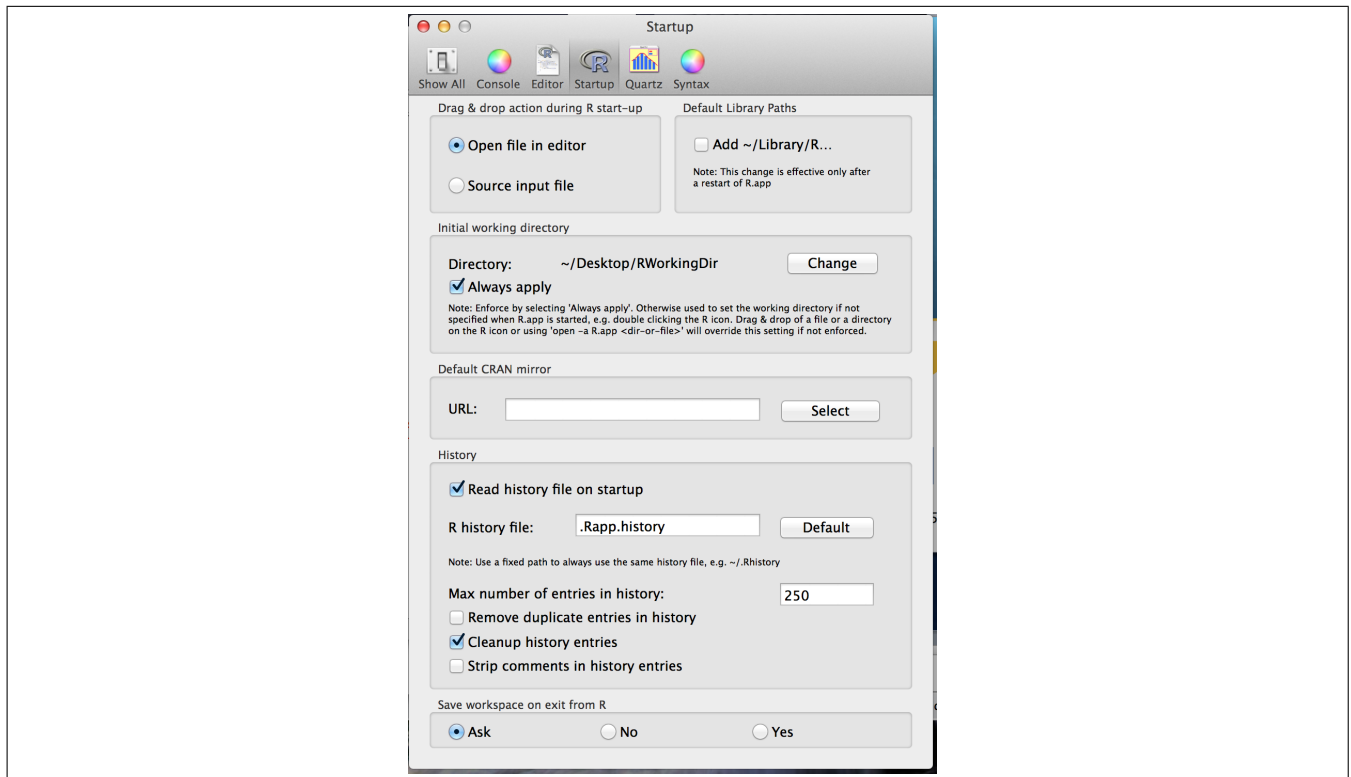 Startup
Show All Console Editor Startup Quartz Syntax
Drag & drop action during R start-up
Open file in editor
Source input file
Default Library Paths
Add ~/Library/R...
Note: This change is effective only after
a restart of R.app
Initial working directory
Directory: ~/Desktop/RWorkingDir Change
Always apply
Note: Enforce by selecting 'Always apply'. Otherwise used to set the working directory if not
specified when R.app is started, e.g. double clicking the R icon. Drag & drop of a file or a directory
on the R icon or using 'open -a R.app <dir-or-file>' will override this setting if not enforced.
Default CRAN mirror
URL: Select
History
Read history file on startup
R history file: .Rapp.history Default
Note: Use a fixed path to always use the same history file, e.g. ~/.Rhistory
Max number of entries in history: 250
Remove duplicate entries in history
Cleanup history entries
Strip comments in history entries
Save workspace on exit from R
Ask No Yes